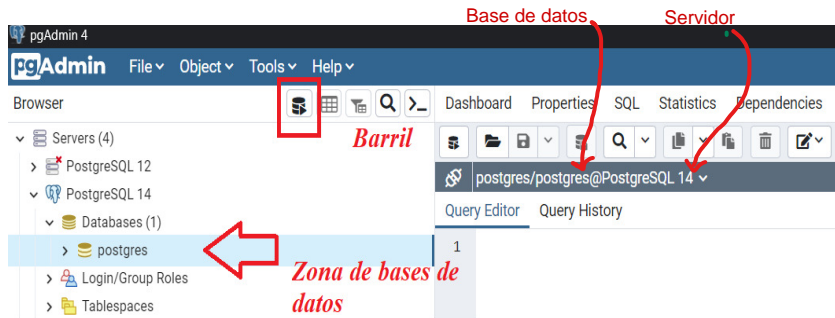 Base de datos
Servidor
pgAdmin 4
pgAdmin File Object Tools Help
Browser
Dashboard Properties SQL Statistics Dependencies
Barril
Servers (4)
PostgreSQL 12
postgres/postgres@PostgreSQL 14
PostgreSQL 14
Query Editor Query History
Databases (1)
postgres
1
Zona de bases de
datos
Login/Group Roles
Tablespaces